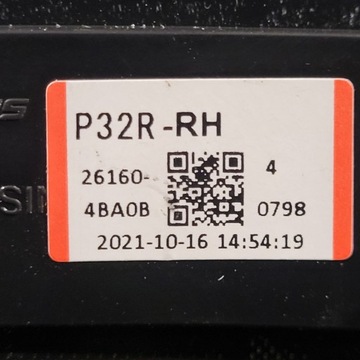 P32R-RH
26160- 4
4BA0B 0798
2021-10-16 14:54:19